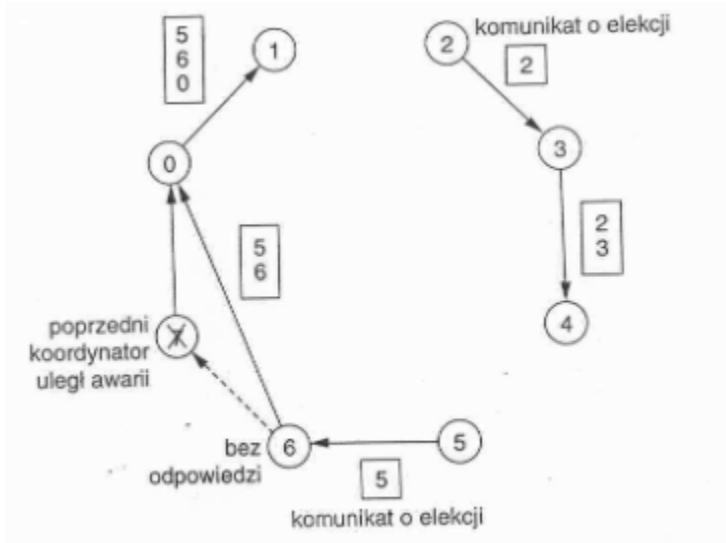 5
6
0
1
2
komunikat o elekcji
2
0
3
5
6
2
3
poprzedni
koordynator
uległ awarii
7
4
bez
odpowiedzi
6
5
5
komunikat o elekcji